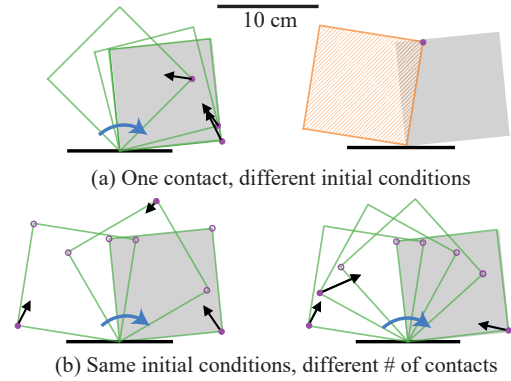 10 cm
(a) One contact, different initial conditions
(b) Same initial conditions, different # of contacts